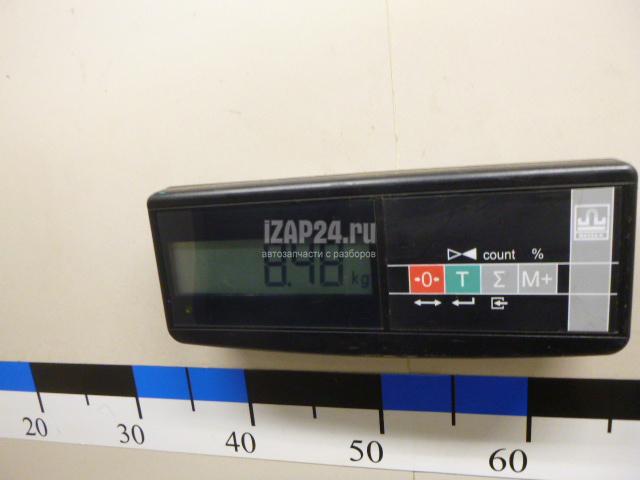 iZAP24.ru
автозапчасти с разборов
8.48 kg
count %
→0← T Σ M+
20 30 40 50 60